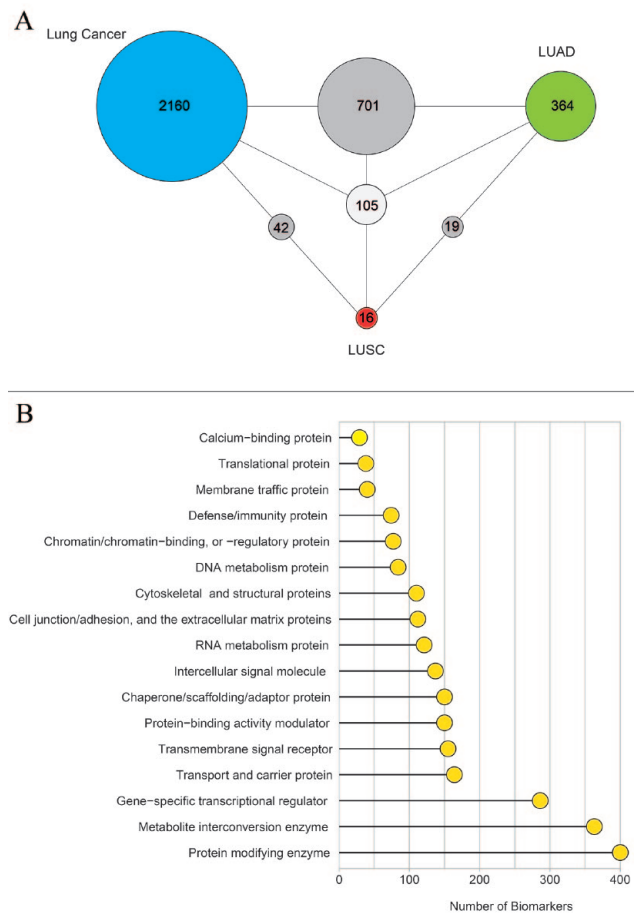 A
Lung Cancer
LUAD
2160
701
364
105
42
19
16
LUSC
B
Calcium−binding protein
Translational protein
Membrane traffic protein
Defense/immunity protein
Chromatin/chromatin−binding, or −regulatory protein
DNA metabolism protein
Cytoskeletal and structural proteins
Cell junction/adhesion, and the extracellular matrix proteins
RNA metabolism protein
Intercellular signal molecule
Chaperone/scaffolding/adaptor protein
Protein−binding activity modulator
Transmembrane signal receptor
Transport and carrier protein
Gene−specific transcriptional regulator
Metabolite interconversion enzyme
Protein modifying enzyme
0 100 200 300 400
Number of Biomarkers